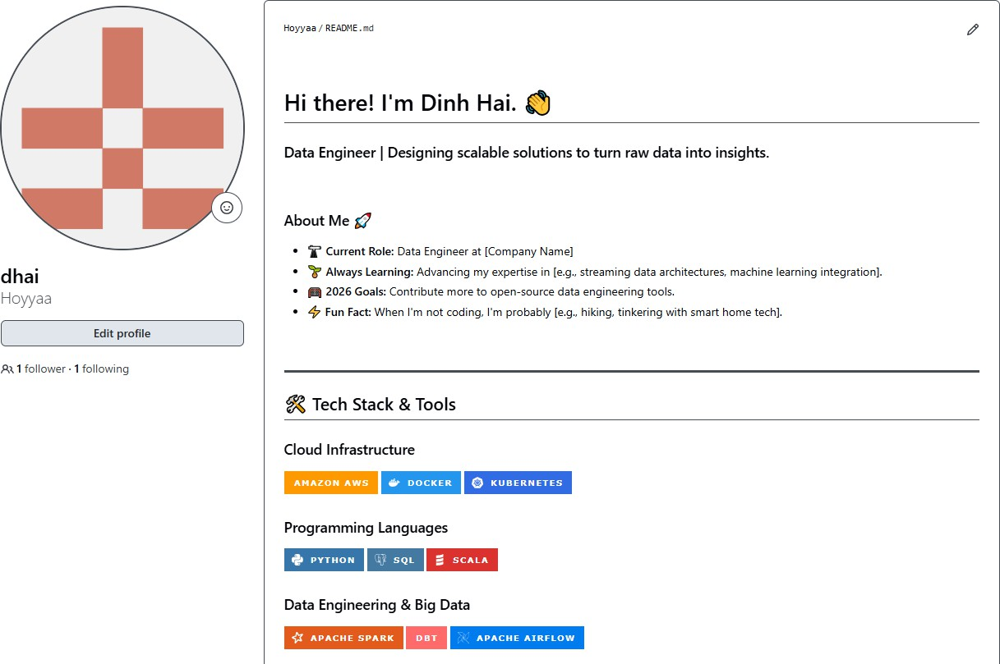 Hoyyaa / README.md
Hi there! I'm Dinh Hai. 👋
Data Engineer | Designing scalable solutions to turn raw data into insights.
About Me 🚀
Current Role: Data Engineer at [Company Name]
Always Learning: Advancing my expertise in [e.g., streaming data architectures, machine learning integration].
2026 Goals: Contribute more to open-source data engineering tools.
Fun Fact: When I'm not coding, I'm probably [e.g., hiking, tinkering with smart home tech].
dhai
Hoyyaa
Edit profile
1 follower · 1 following
Tech Stack & Tools
Cloud Infrastructure
AMAZON AWS DOCKER KUBERNETES
Programming Languages
PYTHON SQL SCALA
Data Engineering & Big Data
APACHE SPARK DBT APACHE AIRFLOW